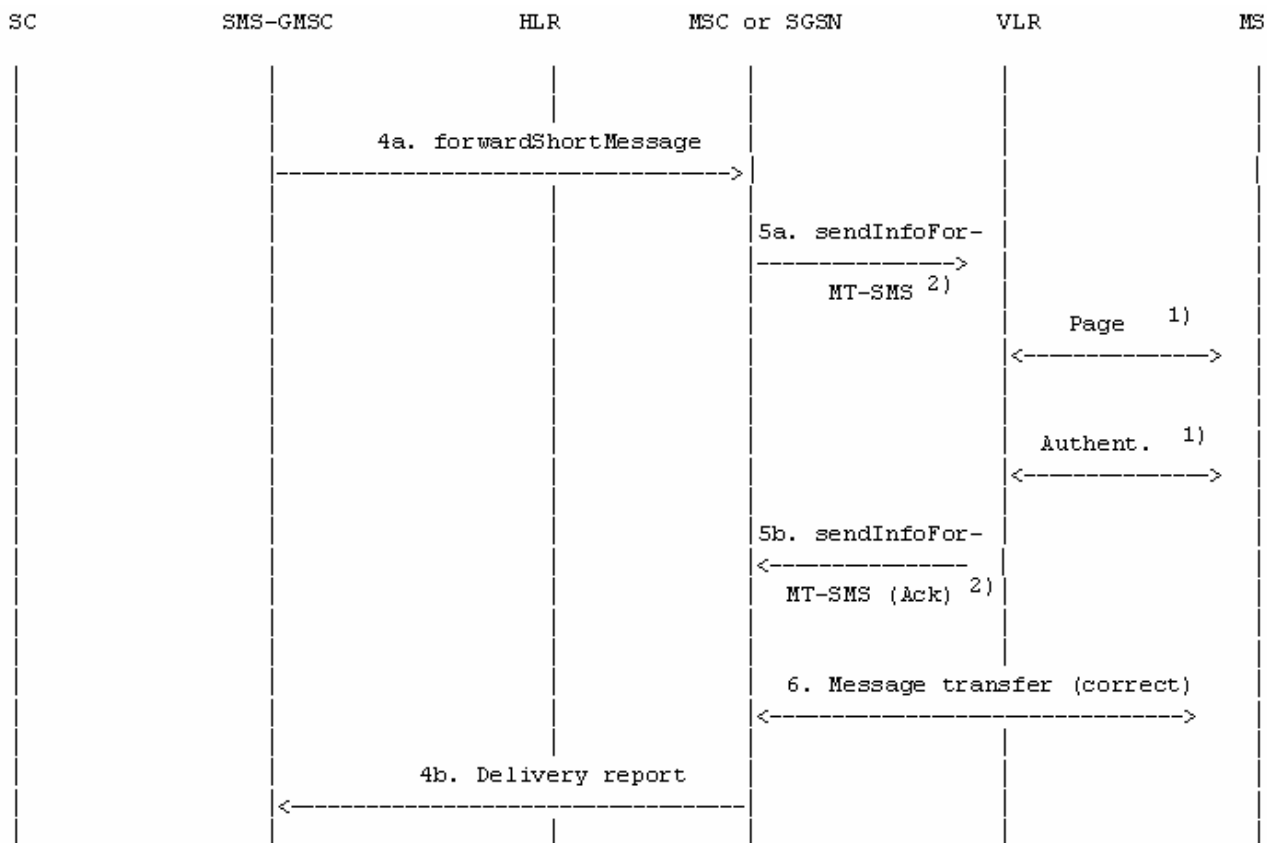 SC SMS-GMSC HLR MSC or SGSN VLR MS
4a. forwardShortMessage
5a. sendInfoFor-
MT-SMS 2)
Page 1)
Authent. 1)
5b. sendInfoFor-
MT-SMS (Ack) 2)
6. Message transfer (correct)
4b. Delivery report